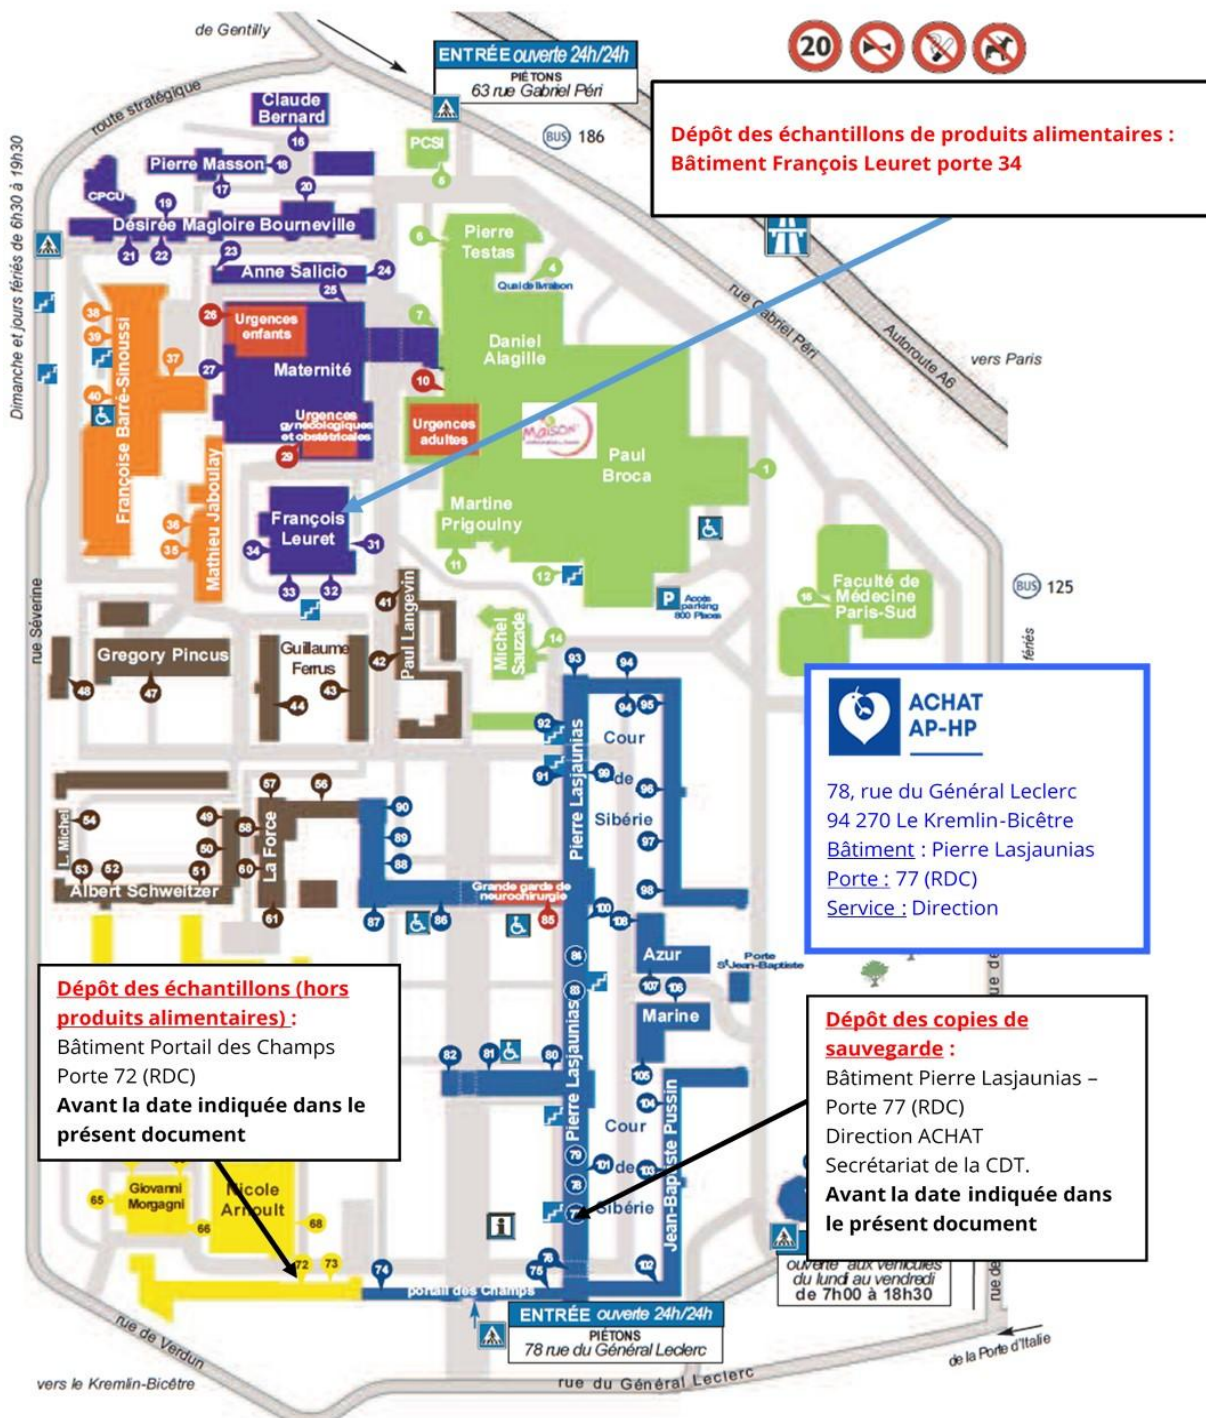 de Gentilly
ENTRÉE ouverte 24h/24h
PIÉTONS
63 rue Gabriel Péri
20
Dépôt des échantillons de produits alimentaires :
Bâtiment François Leuret porte 34
route stratégique
Dimanche et jours fériés de 6h30 à 19h30
BUS 186
Claude
Bernard
16
PCSI
5
Pierre Masson
18
17
CPCU
20
19
Désirée Magloire Bourneville
21
22
23
Anne Salicio
24
25
Pierre
Testas
6
4
Quai de livraison
rue Gabriel Péri
Autoroute A6
vers Paris
38
39
37
40
Françoise Barré-Sinoussi
26
Urgences
enfants
27
Maternité
7
Daniel
Alagille
10
Urgences
gynécologiques
et obstétricales
29
Urgences
adultes
MAISON
Paul
Broca
1
Mathieu Jaboulay
36
35
François
Leuret
34
31
33
32
Martine
Prigoulny
11
12
P
Accès
parking
800 Places
Faculté de
Médecine
Paris-Sud
15
BUS 125
fériés
rue Séverine
41
Paul Langevin
42
Michel
Sauzade
14
Gregory Pincus
48
47
Guillaume
Ferrus
44
43
93
94
94
95
92
Pierre Lasjaunias
Cour
91
99
de
96
Sibérie
97
98
ACHAT
AP-HP
78, rue du Général Leclerc
94 270 Le Kremlin-Bicêtre
Bâtiment : Pierre Lasjaunias
Porte : 77 (RDC)
Service : Direction
57
56
90
L. Michel
54
49
58
89
50
La Force
88
53
52
51
60
Albert Schweitzer
61
87
86
Grande garde de
neurochirurgie
85
100
108
84
Azur
Porte
St Jean-Baptiste
83
107
106
Marine
Pierre Lasjaunias
82
81
80
105
104
Jean-Baptiste Pussin
Cour
79
101
de
103
78
77
Sibérie
rue de
Dépôt des échantillons (hors
produits alimentaires) :
Bâtiment Portail des Champs
Porte 72 (RDC)
Avant la date indiquée dans le
présent document
Dépôt des copies de
sauvegarde :
Bâtiment Pierre Lasjaunias –
Porte 77 (RDC)
Direction ACHAT
Secrétariat de la CDT.
Avant la date indiquée dans
le présent document
65
Giovanni
Morgagni
66
Nicole
Arnoult
68
i
72
73
74
portail des Champs
75
76
102
ouverte aux véhicules
du lundi au vendredi
de 7h00 à 18h30
rue de
ENTRÉE ouverte 24h/24h
PIÉTONS
78 rue du Général Leclerc
rue de Verdun
vers le Kremlin-Bicêtre
rue du Général Leclerc
de la Porte d'Italie